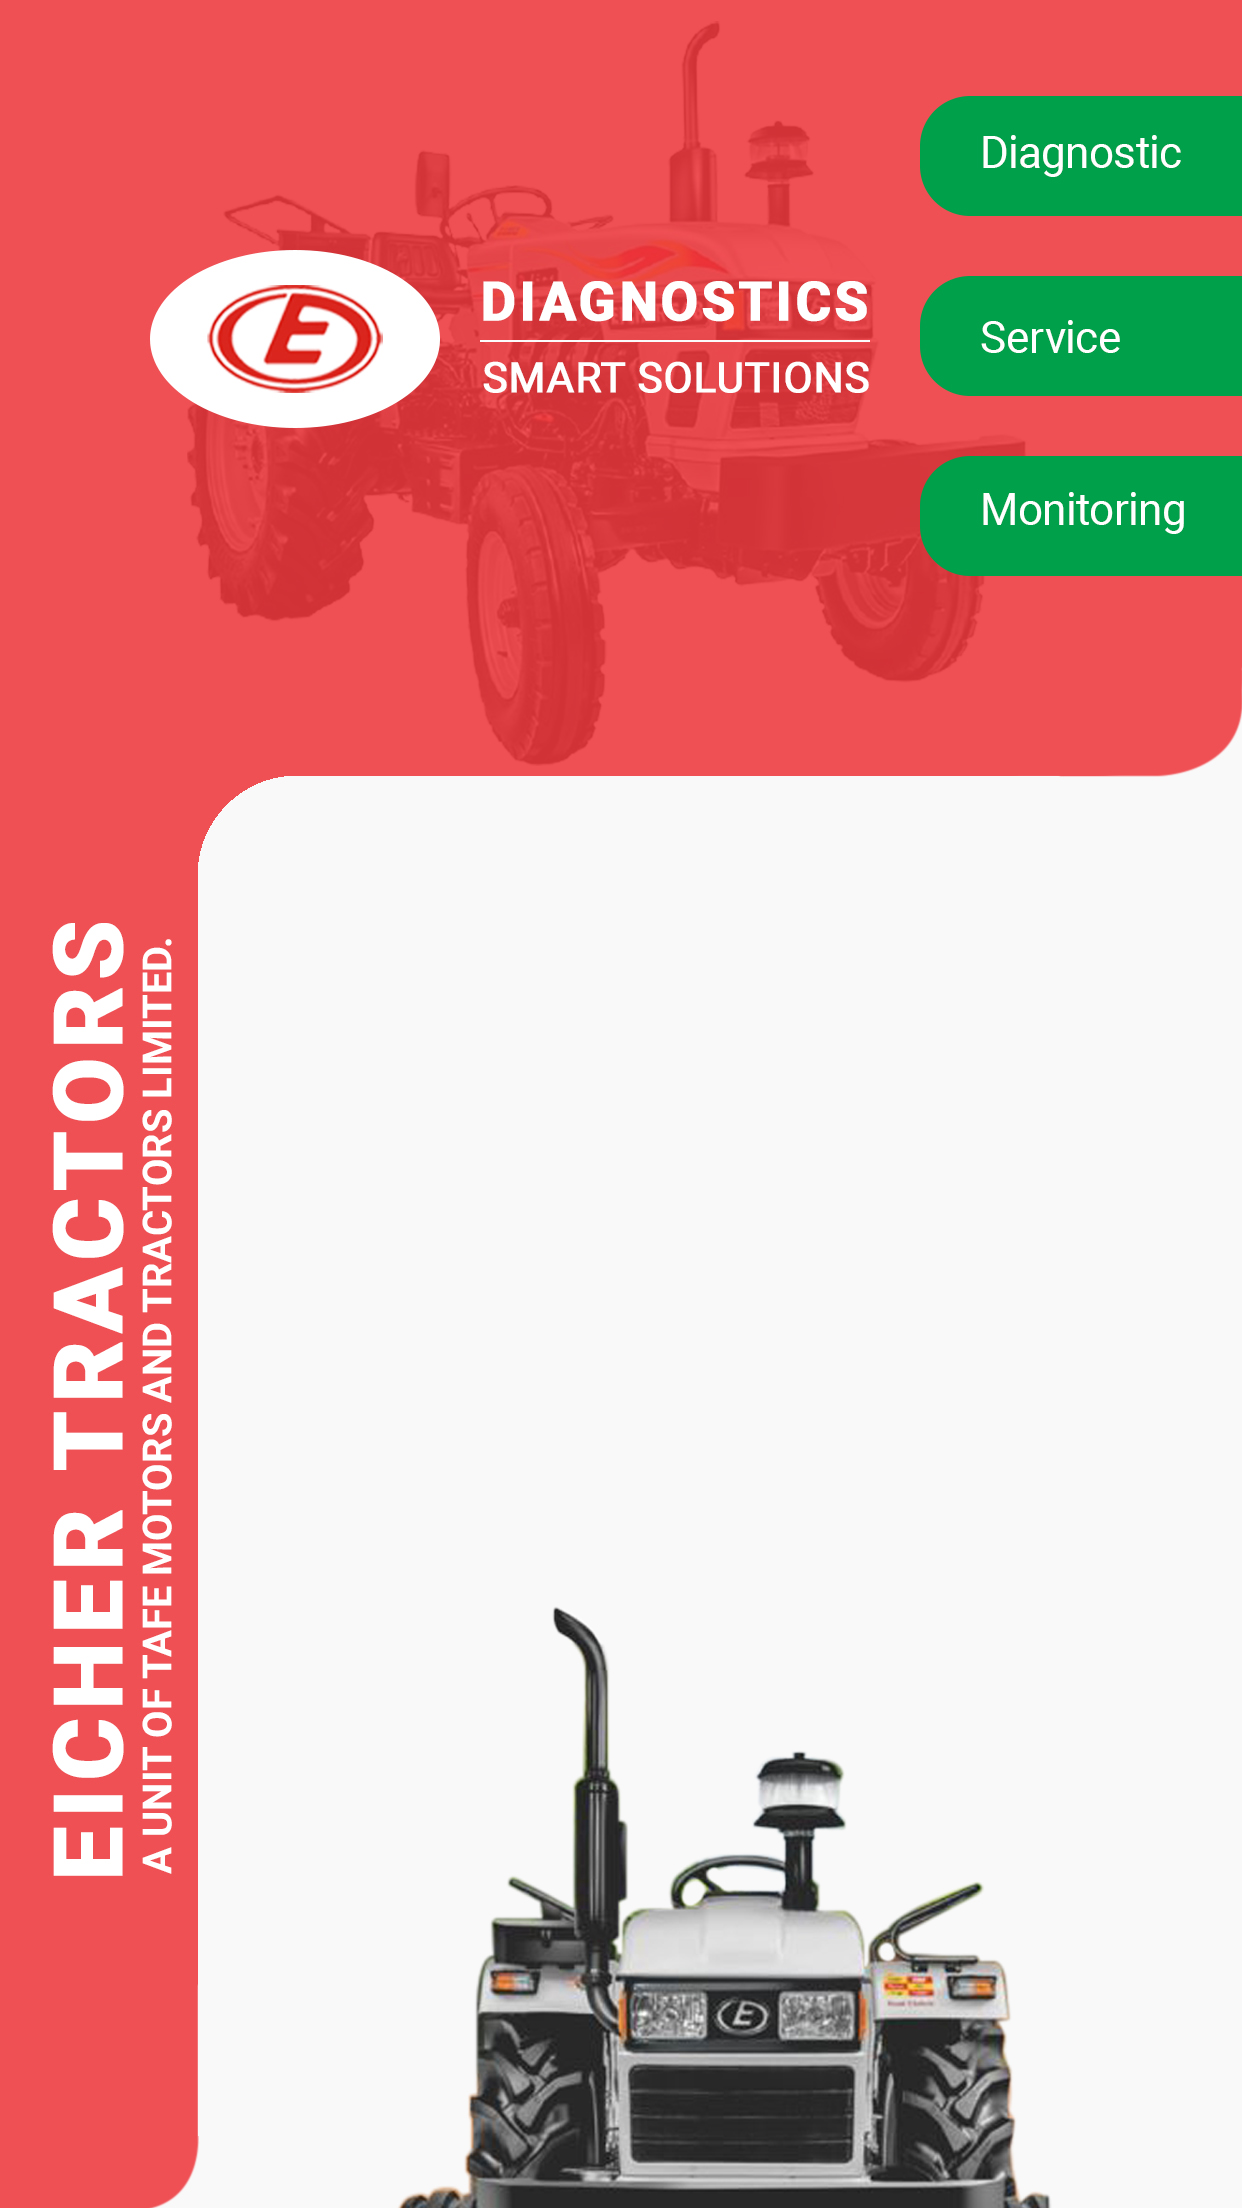 Diagnostic
E
DIAGNOSTICS
SMART SOLUTIONS
Service
Monitoring
EICHER TRACTORS
A UNIT OF TAFE MOTORS AND TRACTORS LIMITED.
E